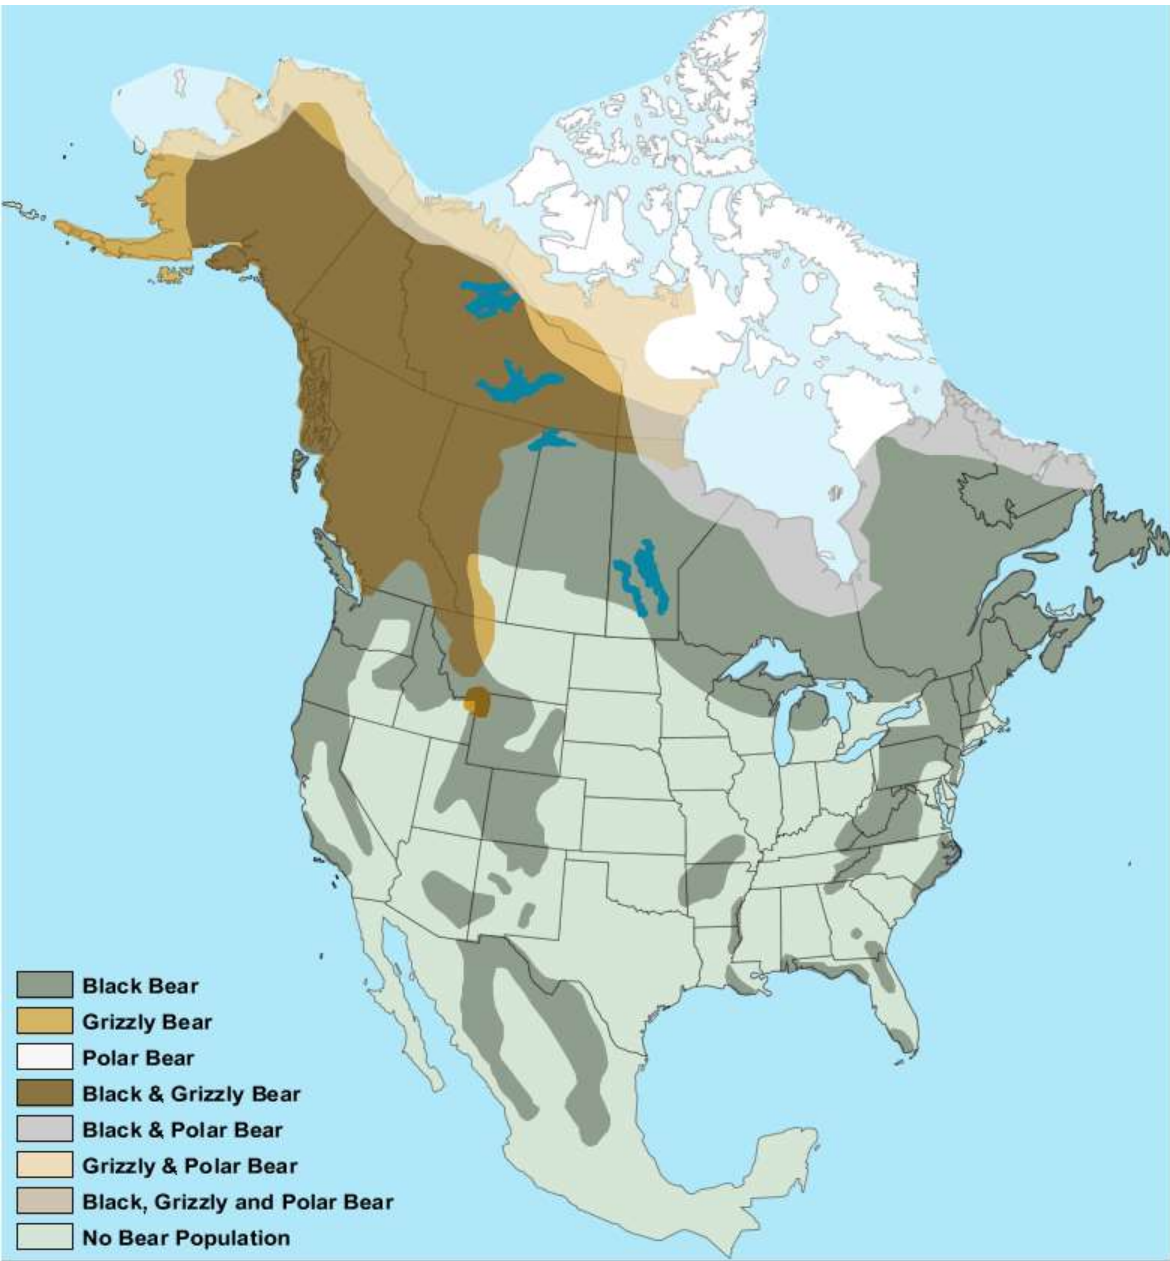 Black Bear
Grizzly Bear
Polar Bear
Black & Grizzly Bear
Black & Polar Bear
Grizzly & Polar Bear
Black, Grizzly and Polar Bear
No Bear Population